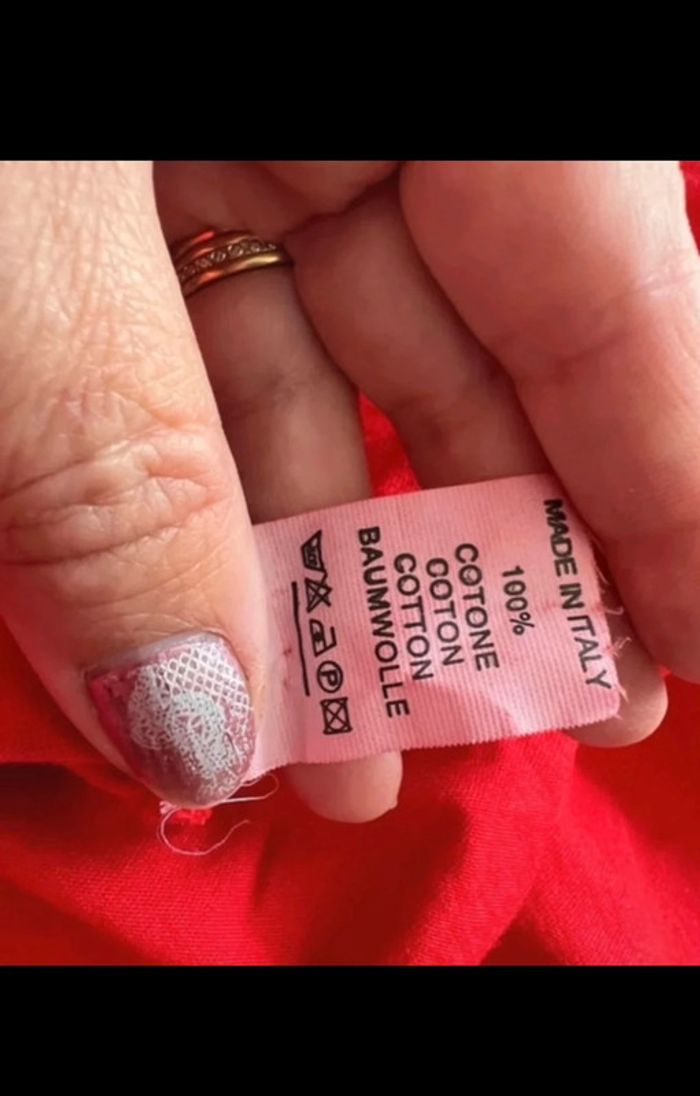 MADE IN ITALY
100%
COTONE
COTON
COTTON
BAUMWOLLE
P